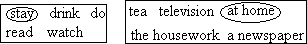 stay drink do
read watch
tea television at home
the housework a newspaper